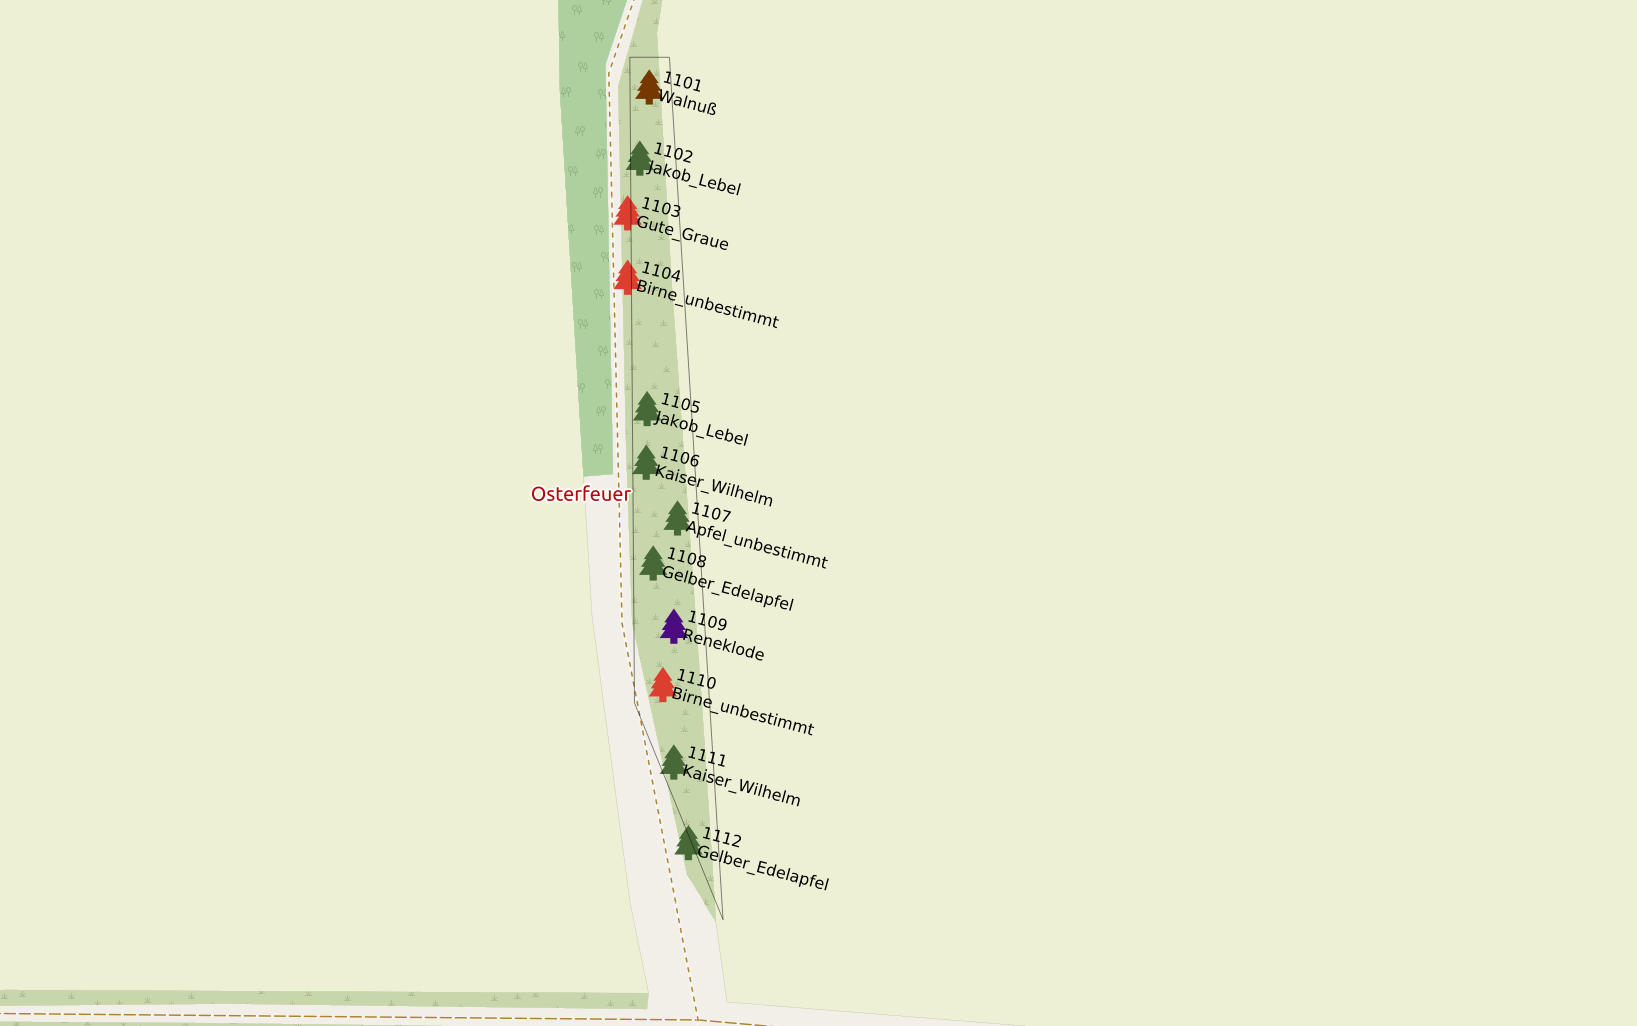 1101
Walnuß
1102
Jakob_Lebel
1103
Gute_Graue
1104
Birne_unbestimmt
1105
Jakob_Lebel
1106
Kaiser_Wilhelm
Osterfeuer
1107
Apfel_unbestimmt
1108
Gelber_Edelapfel
1109
Reneklode
1110
Birne_unbestimmt
1111
Kaiser_Wilhelm
1112
Gelber_Edelapfel